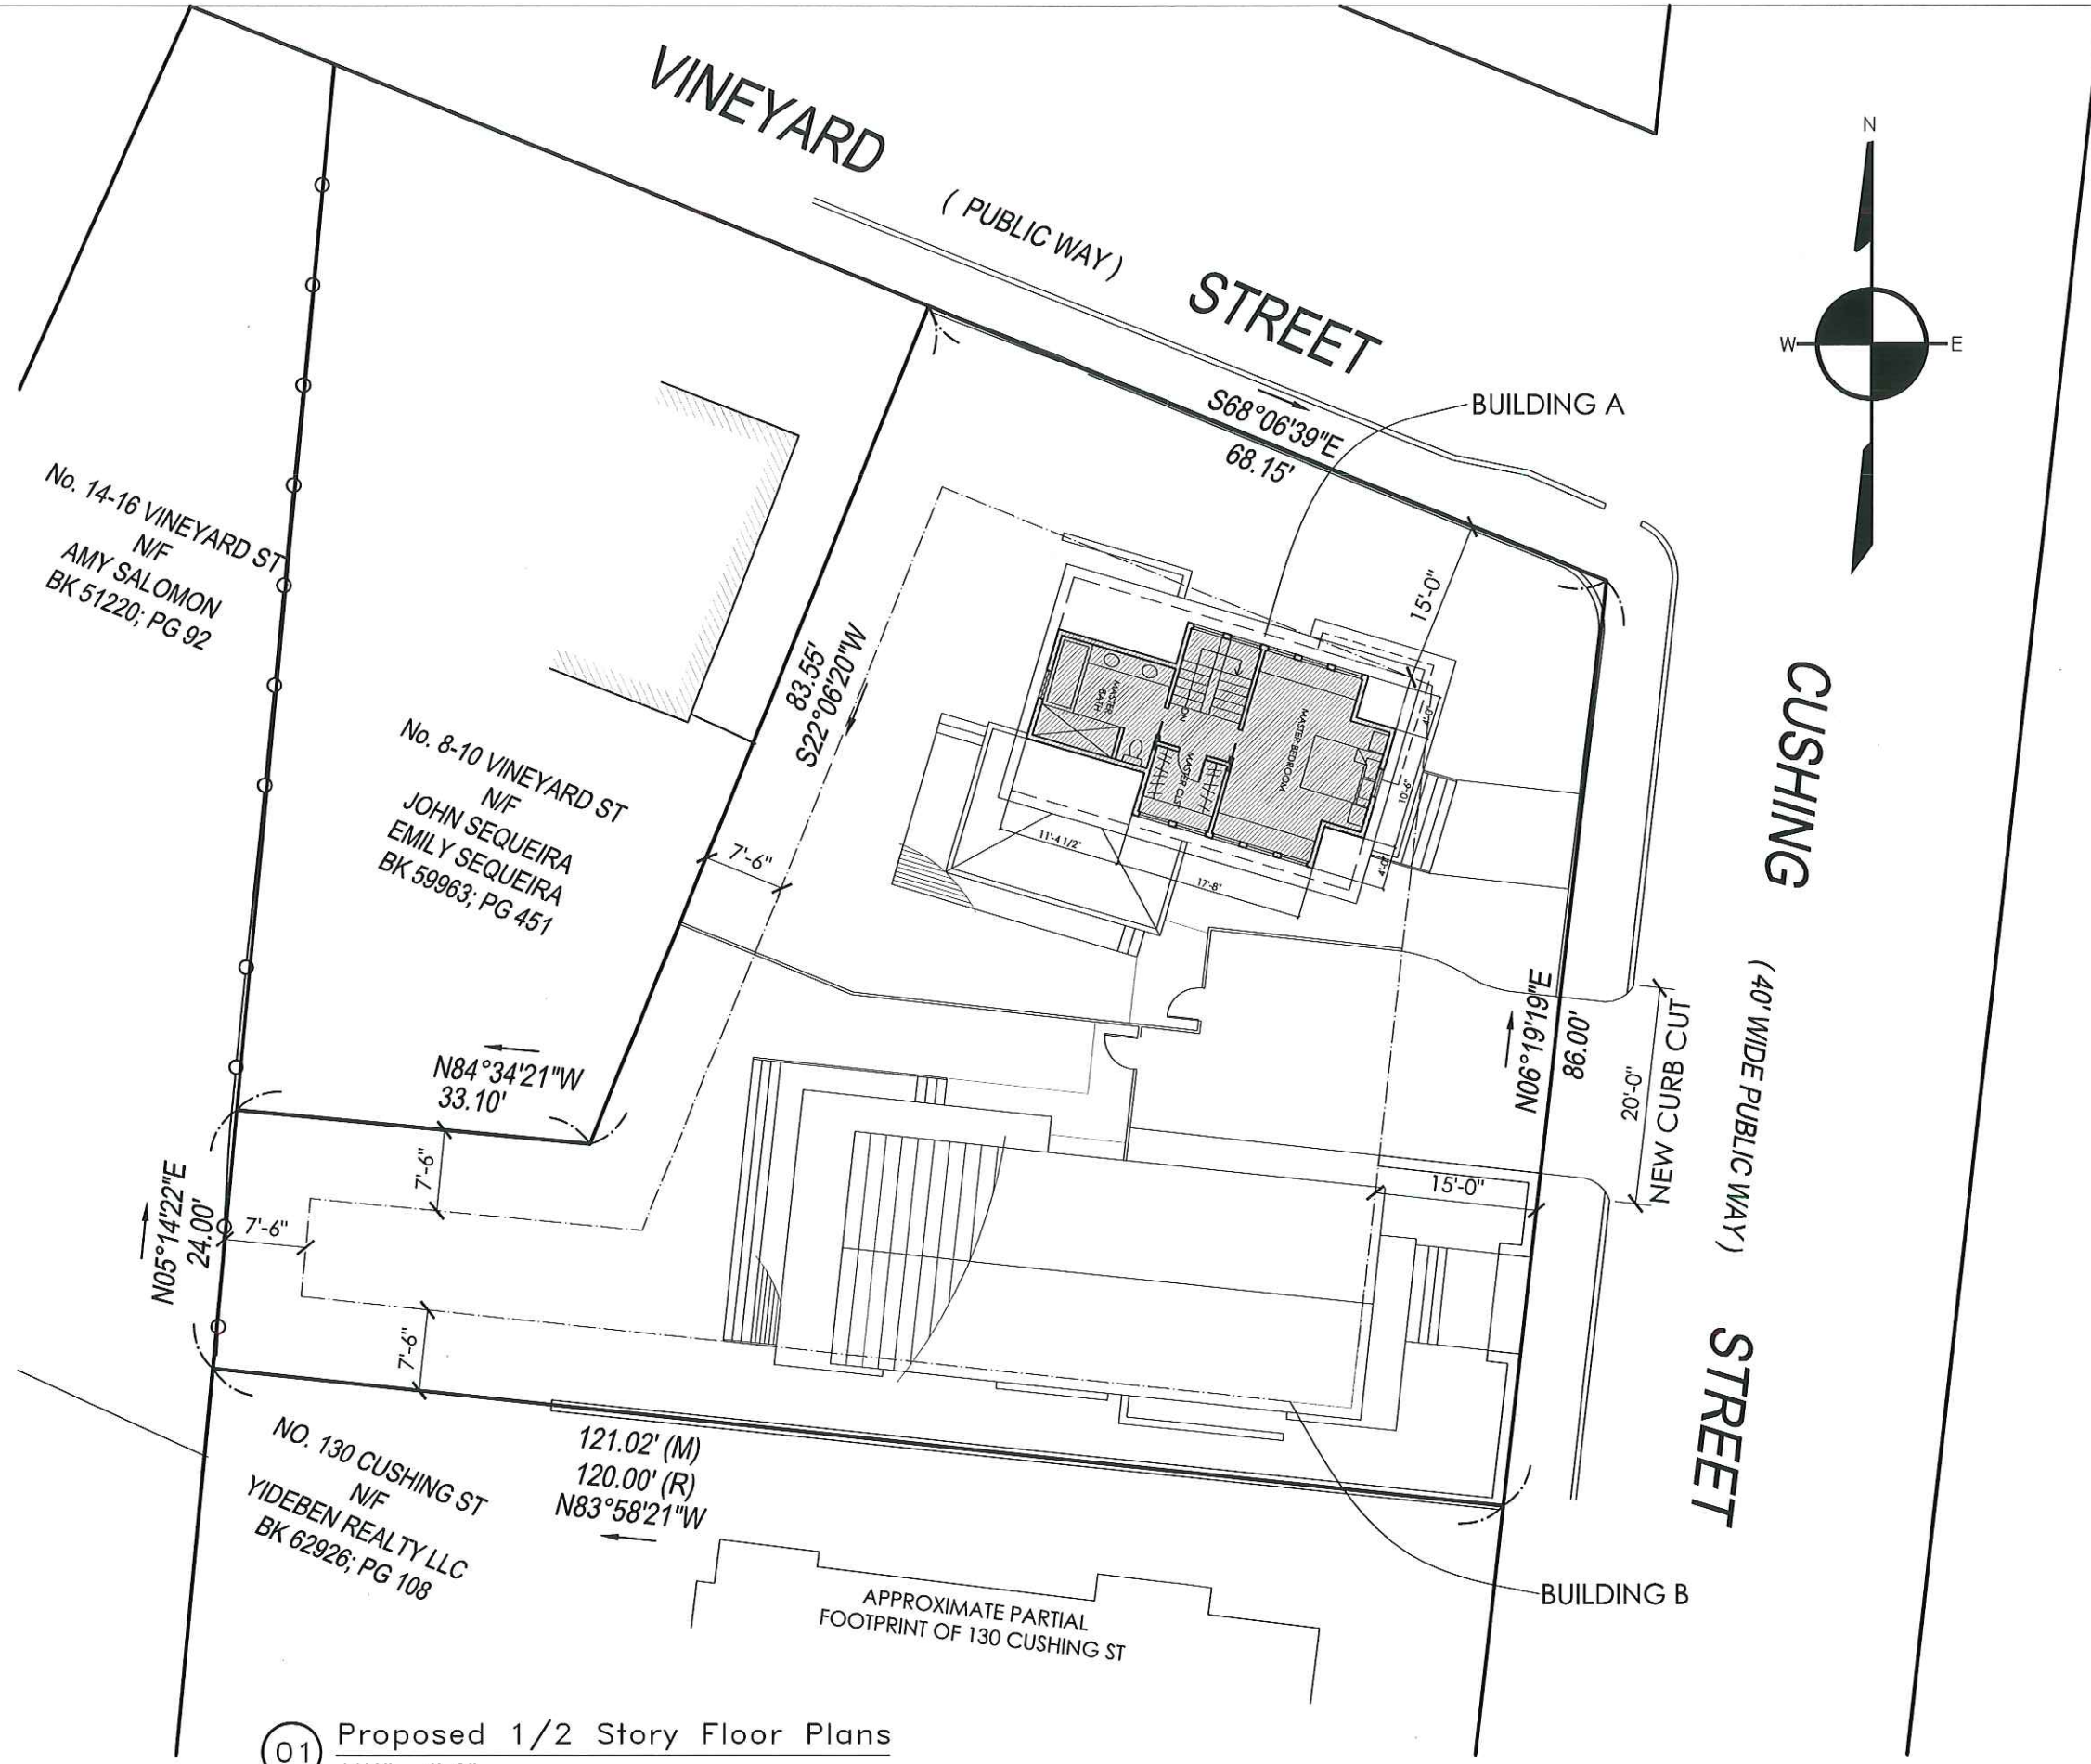 VINEYARD
( PUBLIC WAY )
STREET
N
W
E
S68°06'39"E
68.15'
BUILDING A
No. 14-16 VINEYARD ST
N/F
AMY SALOMON
BK 51220; PG 92
15'-0"
83.55'
S22°06'20"W
MASTER
BATH
DN
MASTER CLST
MASTER BEDROOM
10'-6"
4'-0"
11'-4 1/2"
17'-8"
CUSHING
No. 8-10 VINEYARD ST
N/F
JOHN SEQUEIRA
EMILY SEQUEIRA
BK 59963; PG 451
7'-6"
( 40' WIDE PUBLIC WAY )
N06°19'19"E
86.00'
20'-0"
NEW CURB CUT
N84°34'21"W
33.10'
7'-6"
N05°14'22"E
24.00'
7'-6"
15'-0"
7'-6"
STREET
NO. 130 CUSHING ST
N/F
YIDEBEN REALTY LLC
BK 62926; PG 108
121.02' (M)
120.00' (R)
N83°58'21"W
BUILDING B
APPROXIMATE PARTIAL
FOOTPRINT OF 130 CUSHING ST
01
Proposed 1/2 Story Floor Plans